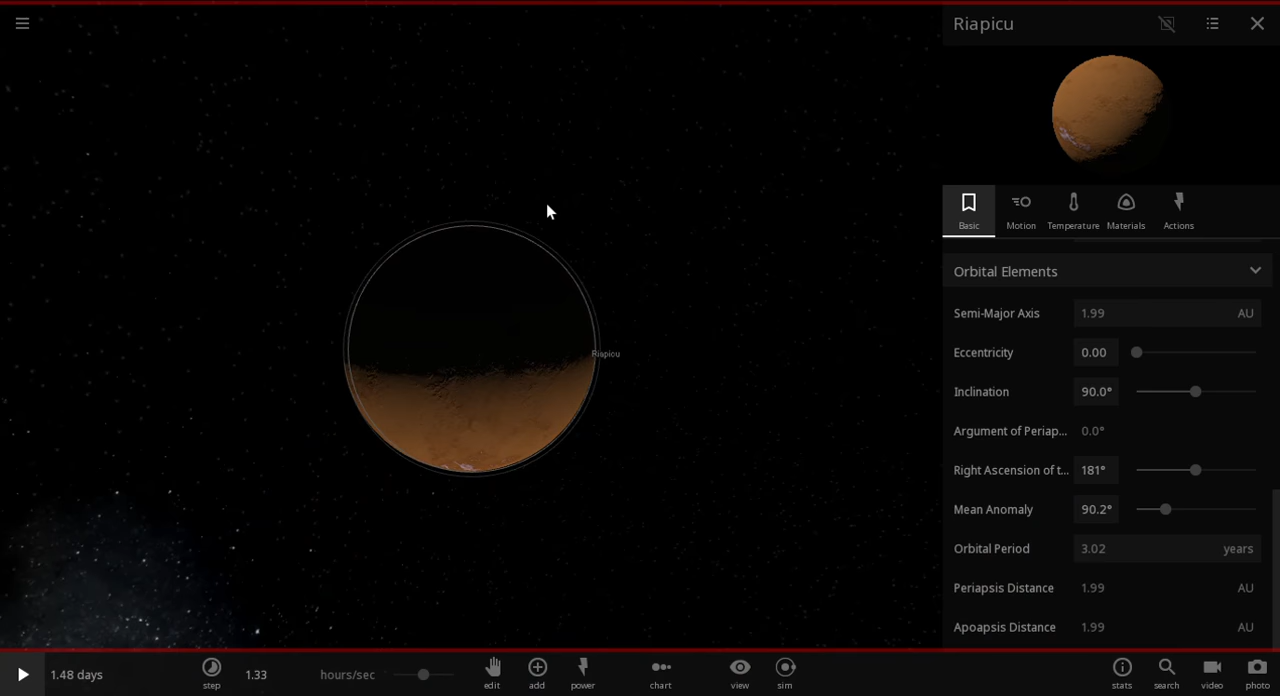 Riapicu
Basic Motion Temperature Materials Actions
Orbital Elements
Semi-Major Axis 1.99 AU
Riapicu
Eccentricity 0.00
Inclination 90.0°
Argument of Periap... 0.0°
Right Ascension of t... 181°
Mean Anomaly 90.2°
Orbital Period 3.02 years
Periapsis Distance 1.99 AU
Apoapsis Distance 1.99 AU
1.48 days step 1.33 hours/sec edit add power chart view sim stats search video photo